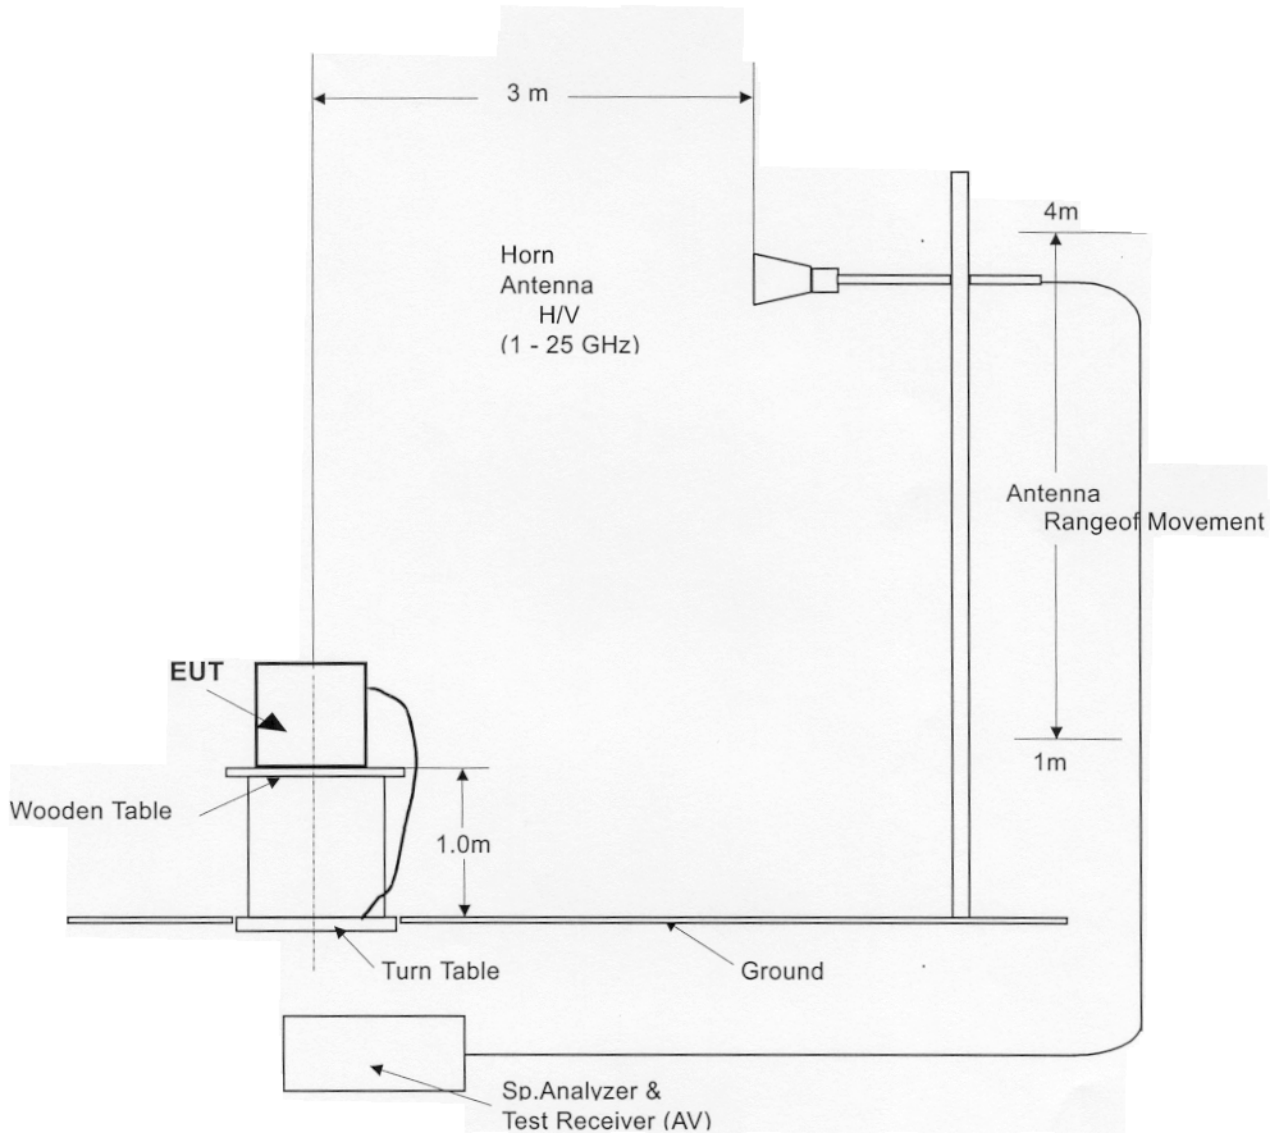 3 m
4m
Horn
Antenna
H/V
(1 - 25 GHz)
Antenna
Rangeof Movement
EUT
1m
Wooden Table
1.0m
Turn Table
Ground
Sp.Analyzer &
Test Receiver (AV)